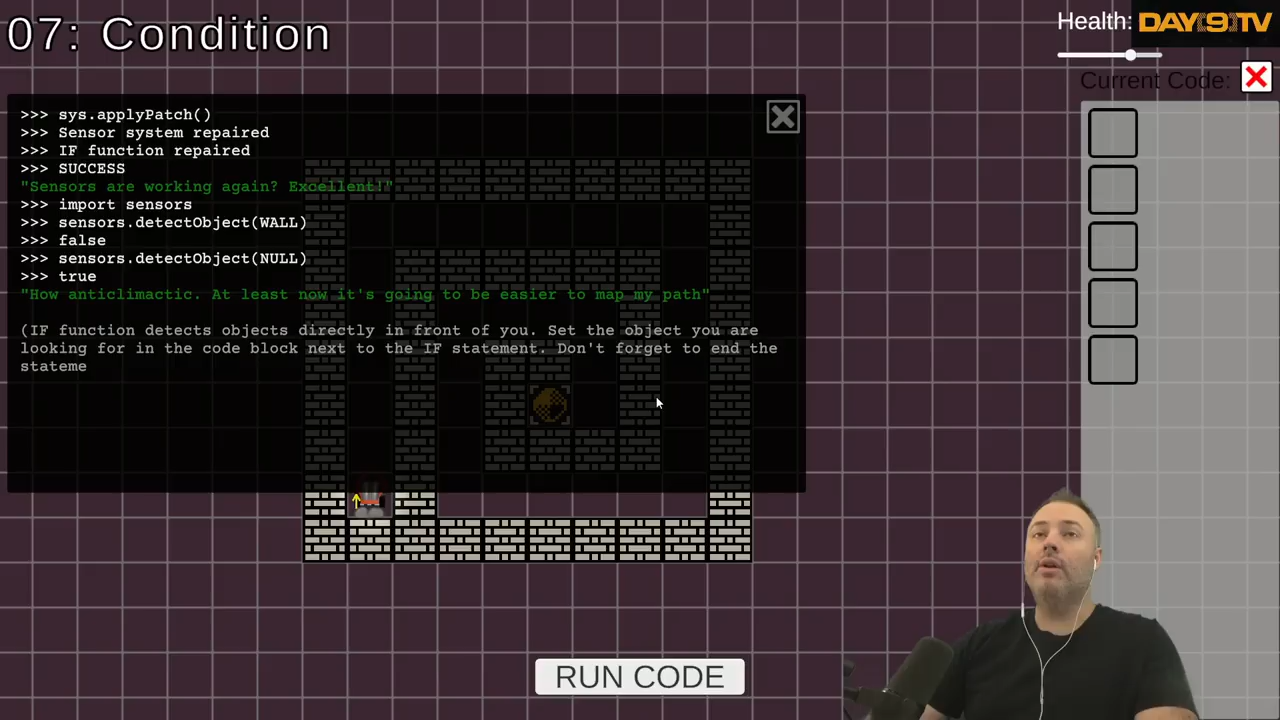 07: Condition
Health:
DAY[9]TV
Current Code:
>>> sys.applyPatch()
>>> Sensor system repaired
>>> IF function repaired
>>> SUCCESS
"Sensors are working again? Excellent!"
>>> import sensors
>>> sensors.detectObject(WALL)
>>> false
>>> sensors.detectObject(NULL)
>>> true
"How anticlimactic. At least now it's going to be easier to map my path"
(IF function detects objects directly in front of you. Set the object you are
looking for in the code block next to the IF statement. Don't forget to end the
stateme
RUN CODE